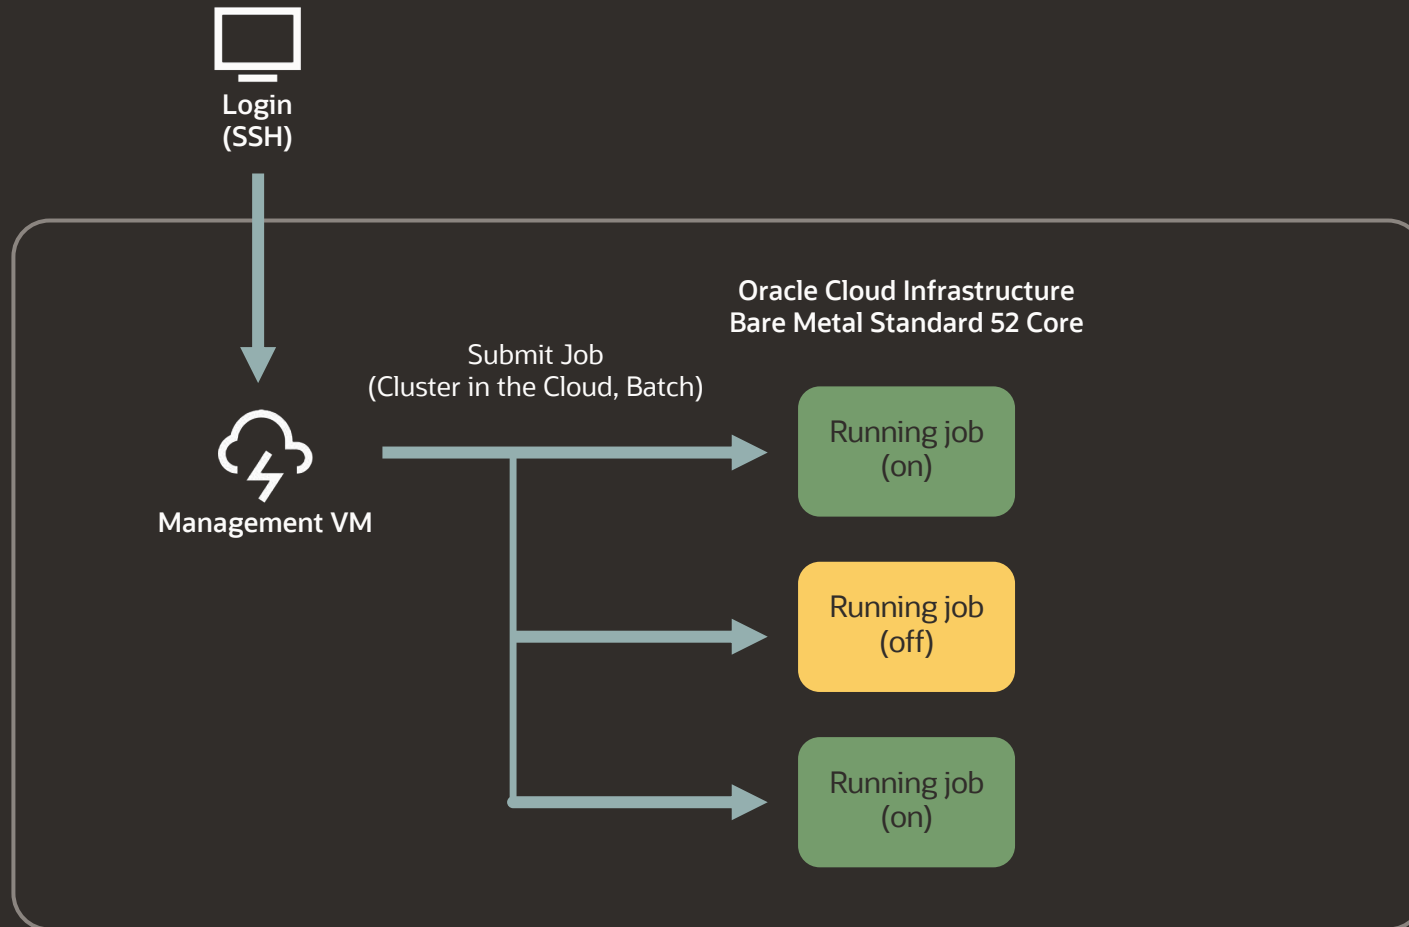 Login
(SSH)
Oracle Cloud Infrastructure
Bare Metal Standard 52 Core
Submit Job
(Cluster in the Cloud, Batch)
Management VM
Running job
(on)
Running job
(off)
Running job
(on)